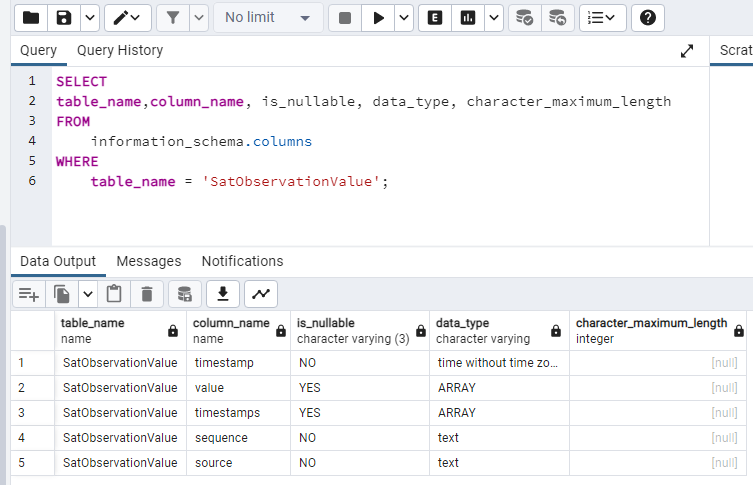 No limit
E
Query Query History
Scrat
1 SELECT
2 table_name,column_name, is_nullable, data_type, character_maximum_length
3 FROM
4 information_schema.columns
5 WHERE
6 table_name = 'SatObservationValue';
Data Output Messages Notifications
table_name column_name is_nullable data_type character_maximum_length
name name character varying (3) character varying integer
1 SatObservationValue timestamp NO time without time zo... [null]
2 SatObservationValue value YES ARRAY [null]
3 SatObservationValue timestamps YES ARRAY [null]
4 SatObservationValue sequence NO text [null]
5 SatObservationValue source NO text [null]